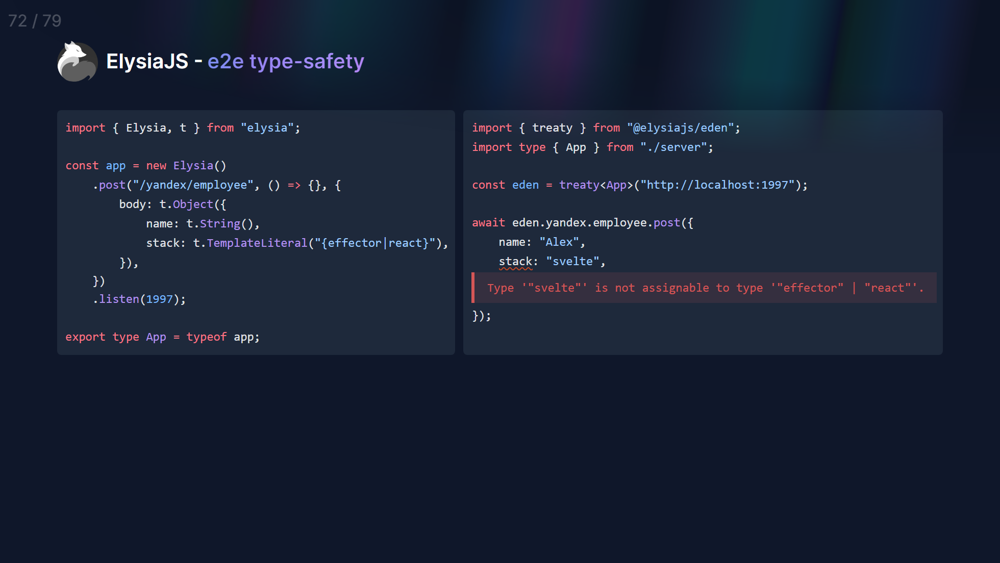 72 / 79
ElysiaJS - e2e type-safety
import { Elysia, t } from "elysia";
const app = new Elysia()
    .post("/yandex/employee", () => {}, {
        body: t.Object({
            name: t.String(),
            stack: t.TemplateLiteral("{effector|react}"),
        }),
    })
    .listen(1997);
export type App = typeof app;
import { treaty } from "@elysiajs/eden";
import type { App } from "./server";
const eden = treaty<App>("http://localhost:1997");
await eden.yandex.employee.post({
    name: "Alex",
    stack: "svelte",
Type '"svelte"' is not assignable to type '"effector" | "react"'.
});